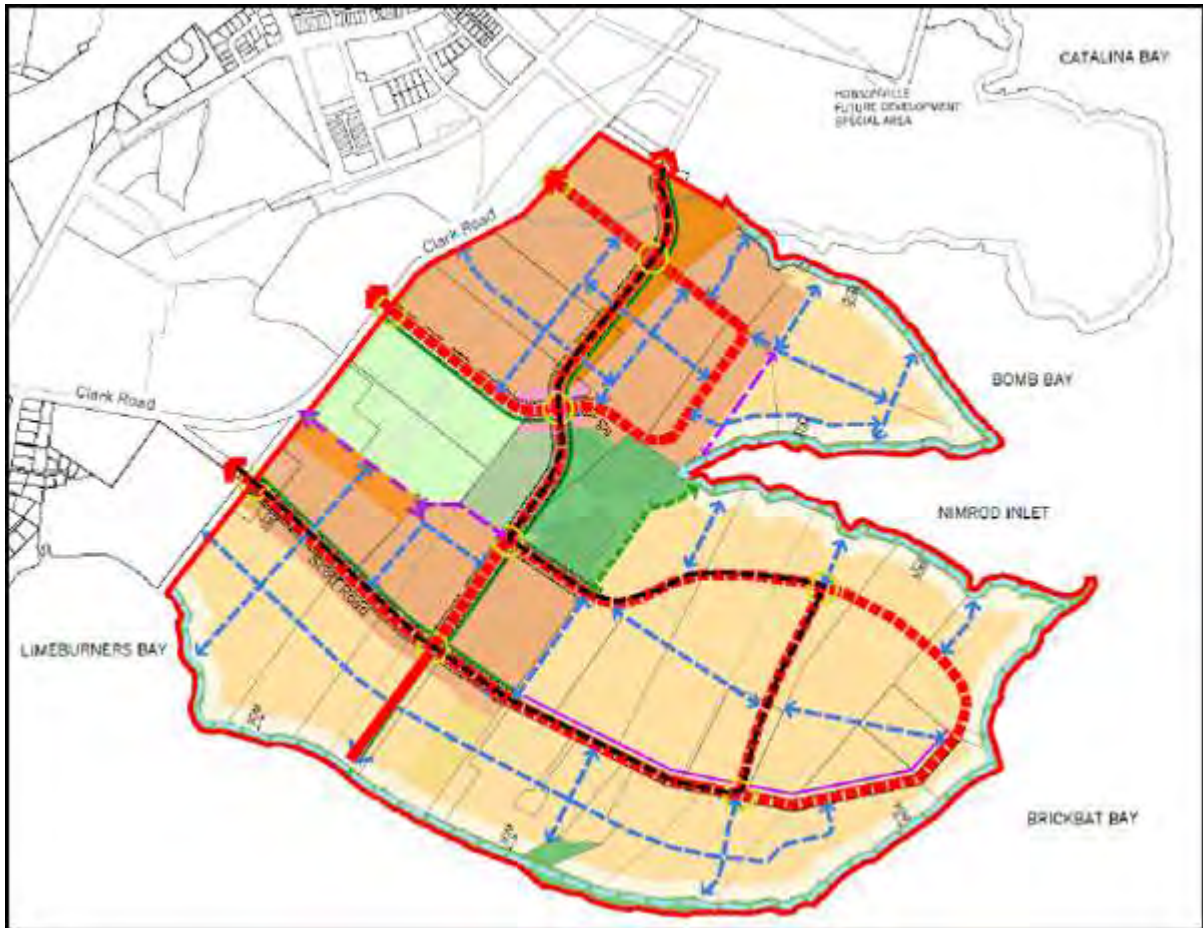 CATALINA BAY
HOBSONVILLE
FUTURE DEVELOPMENT
SPECIAL AREA
Clark Road
Clark Road
BOMB BAY
NIMROD INLET
LIMEBURNERS BAY
BRICKBAT BAY